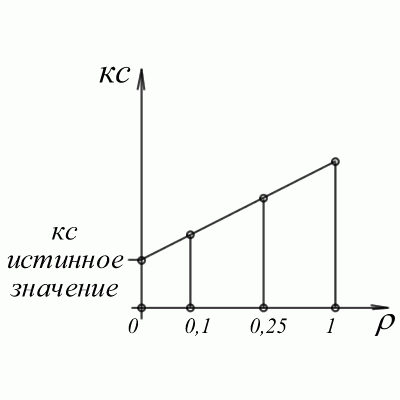 кс
кс
истинное
значение
0 0,1 0,25 1 ρ